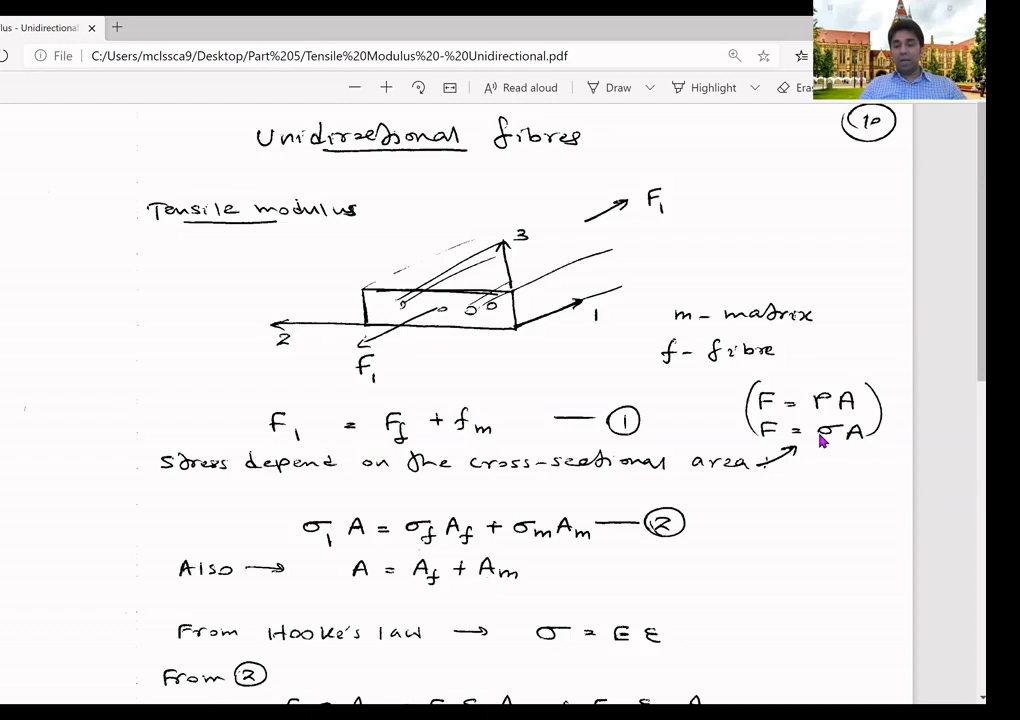 lus - Unidirectional
File C:/Users/mclssca9/Desktop/Part%205/Tensile%20Modulus%20-%20Unidirectional.pdf
Read aloud Draw Highlight Eras
Unidirectional fibres
10
Tensile modulus
F1
3
1
2
F1
m - matrix
f - fibre
F1 = Ff + fm — 1
(F = PA
F = σA)
Stress depend on the cross-sectional area.
σ1 A = σf Af + σm Am — 2
Also → A = Af + Am
From Hooke's law → σ = E ε
From 2